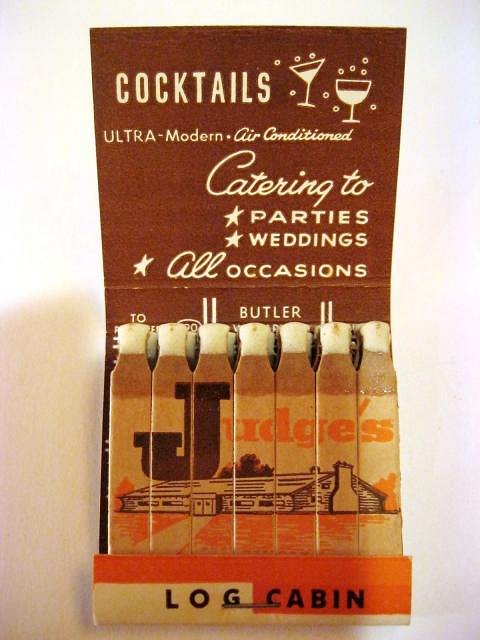 COCKTAILS
ULTRA-Modern • Air Conditioned
Catering to
★ PARTIES
★ WEDDINGS
★ All OCCASIONS
TO
BUTLER
Judge's
LOG CABIN